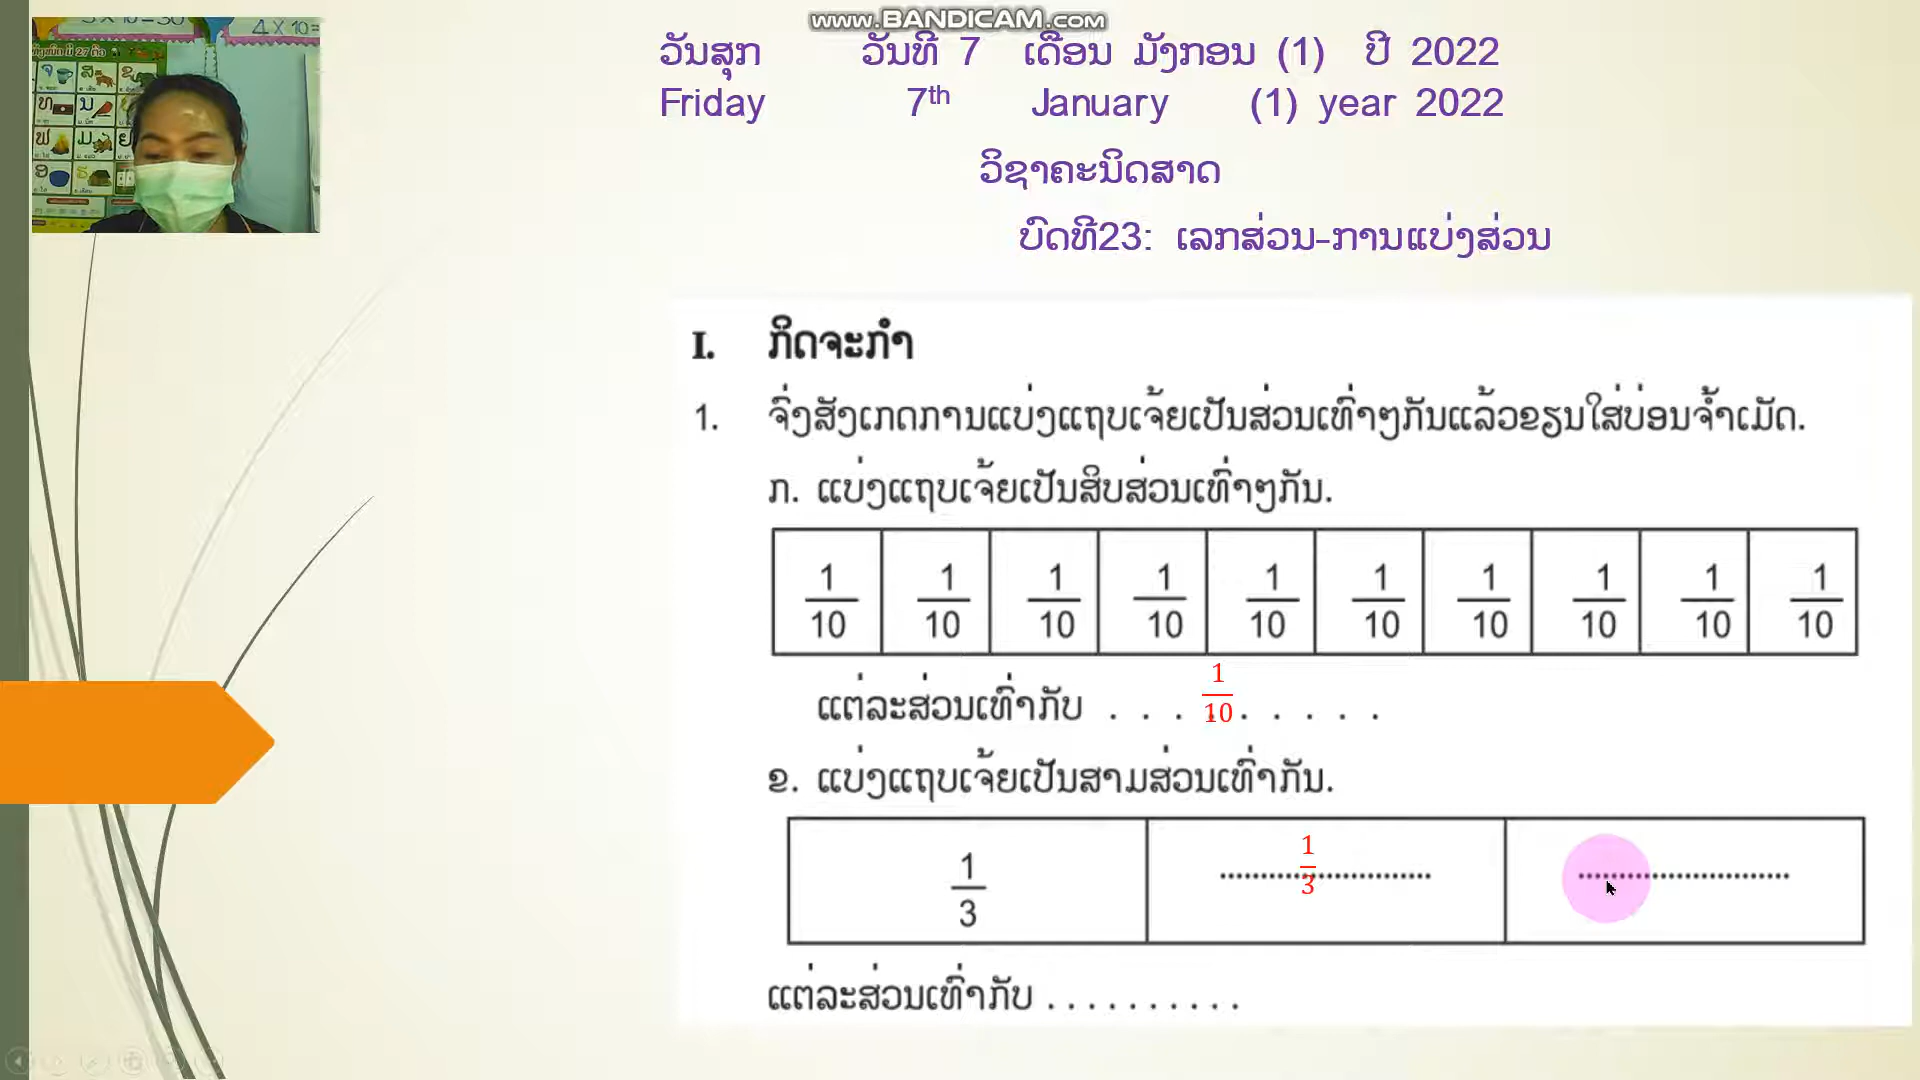 www.BANDICAM.com
4 X 10=
ວັນສຸກ ວັນທີ 7 ເດືອນ ມັງກອນ (1) ປີ 2022
Friday 7th January (1) year 2022
ວິຊາຄະນິດສາດ
ບົດທີ23: ເລກສ່ວນ-ການແບ່ງສ່ວນ
I. ກິດຈະກຳ
1. ຈົ່ງສັງເກດການແບ່ງແຖບເຈ້ຍເປັນສ່ວນເທົ່າໆກັນແລ້ວຂຽນໃສ່ບ່ອນຈ້ຳເມັດ.
ກ. ແບ່ງແຖບເຈ້ຍເປັນສິບສ່ວນເທົ່າໆກັນ.
1/10 1/10 1/10 1/10 1/10 1/10 1/10 1/10 1/10 1/10
ແຕ່ລະສ່ວນເທົ່າກັບ . . . 1/10 . . . . .
ຂ. ແບ່ງແຖບເຈ້ຍເປັນສາມສ່ວນເທົ່າກັນ.
1/3 ..........1/3.......... ..........................
ແຕ່ລະສ່ວນເທົ່າກັບ . . . . . . . . . .